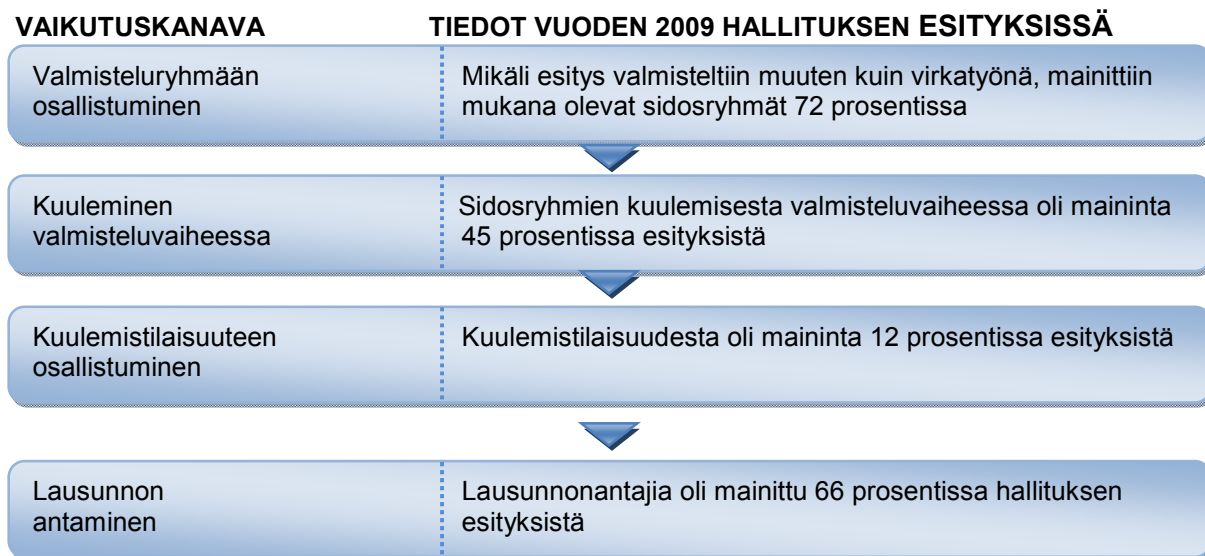 VAIKUTUSKANAVA TIEDOT VUODEN 2009 HALLITUKSEN ESITYKSISSÄ
Valmisteluryhmään
osallistuminen
Mikäli esitys valmisteltiin muuten kuin virkatyönä, mainittiin
mukana olevat sidosryhmät 72 prosentissa
Kuuleminen
valmisteluvaiheessa
Sidosryhmien kuulemisesta valmisteluvaiheessa oli maininta
45 prosentissa esityksistä
Kuulemistilaisuuteen
osallistuminen
Kuulemistilaisuudesta oli maininta 12 prosentissa esityksistä
Lausunnon
antaminen
Lausunnonantajia oli mainittu 66 prosentissa hallituksen
esityksistä